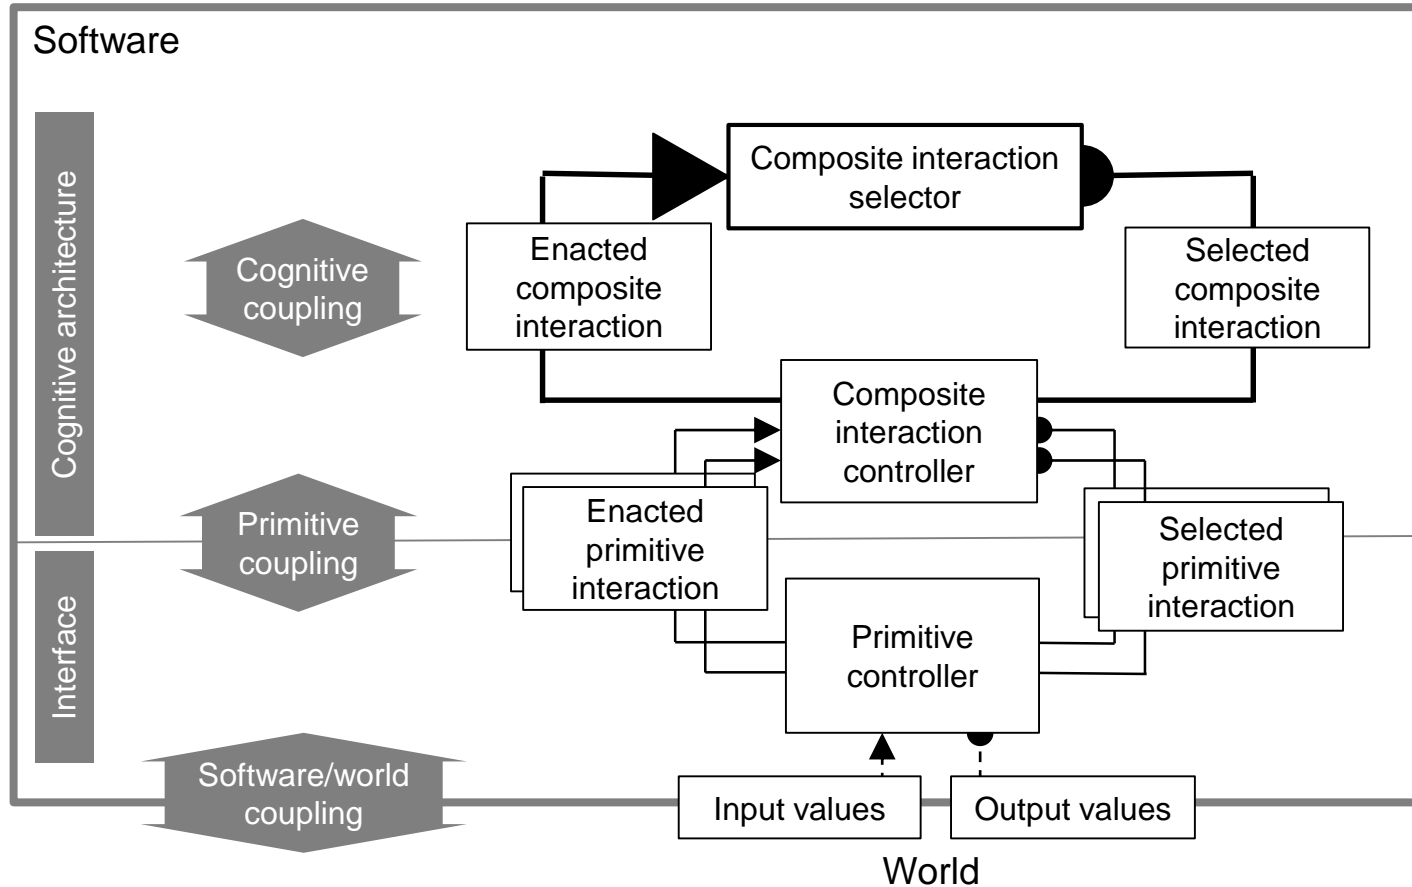 Software
Cognitive architecture
Interface
Composite interaction
selector
Cognitive
coupling
Enacted
composite
interaction
Selected
composite
interaction
Composite
interaction
controller
Primitive
coupling
Enacted
primitive
interaction
Selected
primitive
interaction
Primitive
controller
Software/world
coupling
Input values
Output values
World